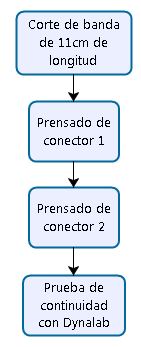 Corte de banda
de 11cm de
longitud
Prensado de
conector 1
Prensado de
conector 2
Prueba de
continuidad
con Dynalab